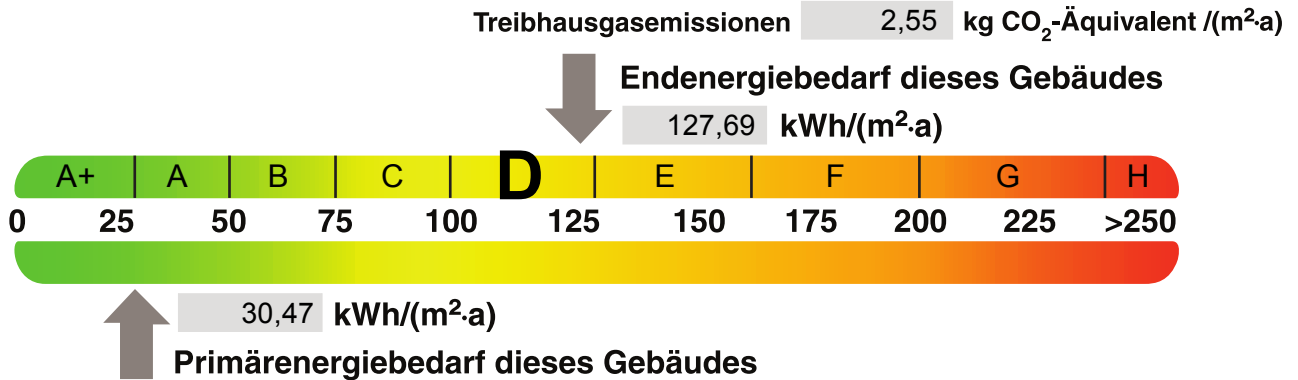 Treibhausgasemissionen 2,55 kg CO₂-Äquivalent /(m²·a)
Endenergiebedarf dieses Gebäudes
127,69 kWh/(m²·a)
A+ A B C D E F G H
0 25 50 75 100 125 150 175 200 225 >250
30,47 kWh/(m²·a)
Primärenergiebedarf dieses Gebäudes